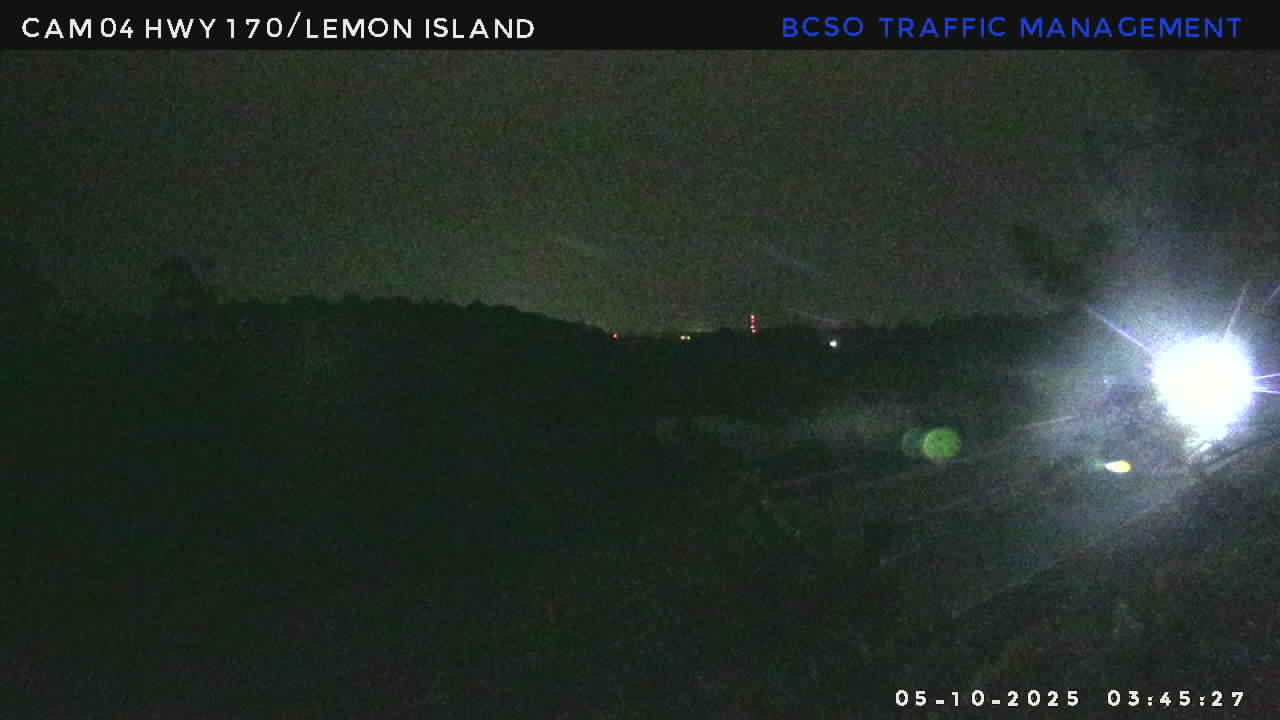 CAM04 HWY 170/LEMON ISLAND
BCSO TRAFFIC MANAGEMENT
05-10-2025 03:45:27